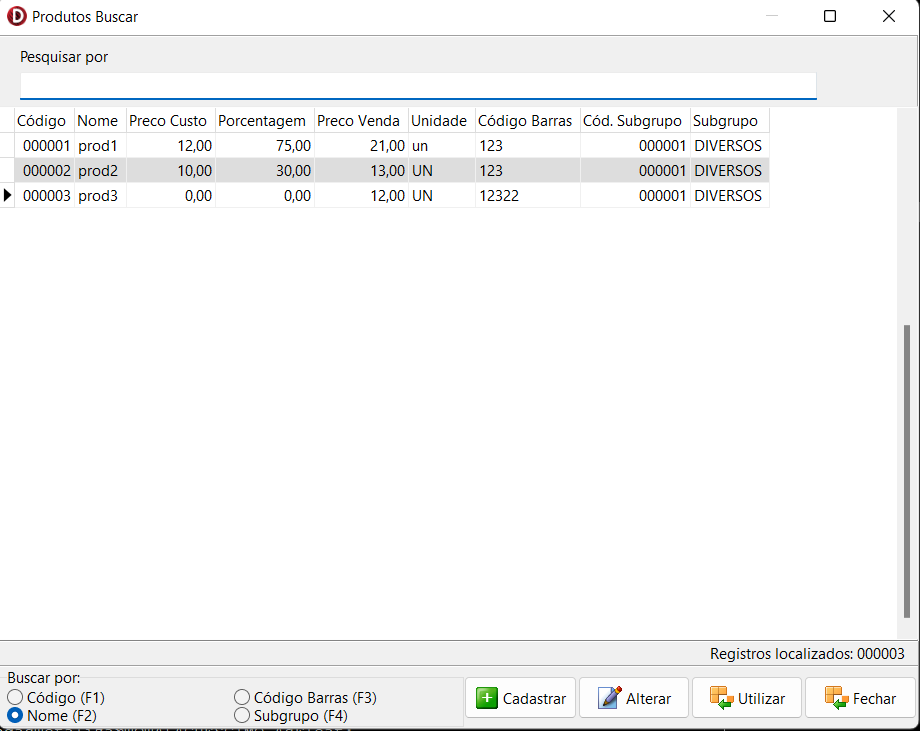 Produtos Buscar
Pesquisar por
Código Nome Preco Custo Porcentagem Preco Venda Unidade Código Barras Cód. Subgrupo Subgrupo
000001 prod1 12,00 75,00 21,00 un 123 000001 DIVERSOS
000002 prod2 10,00 30,00 13,00 UN 123 000001 DIVERSOS
000003 prod3 0,00 0,00 12,00 UN 12322 000001 DIVERSOS
Registros localizados: 000003
Buscar por:
Código (F1) Código Barras (F3)
Nome (F2) Subgrupo (F4)
Cadastrar Alterar Utilizar Fechar